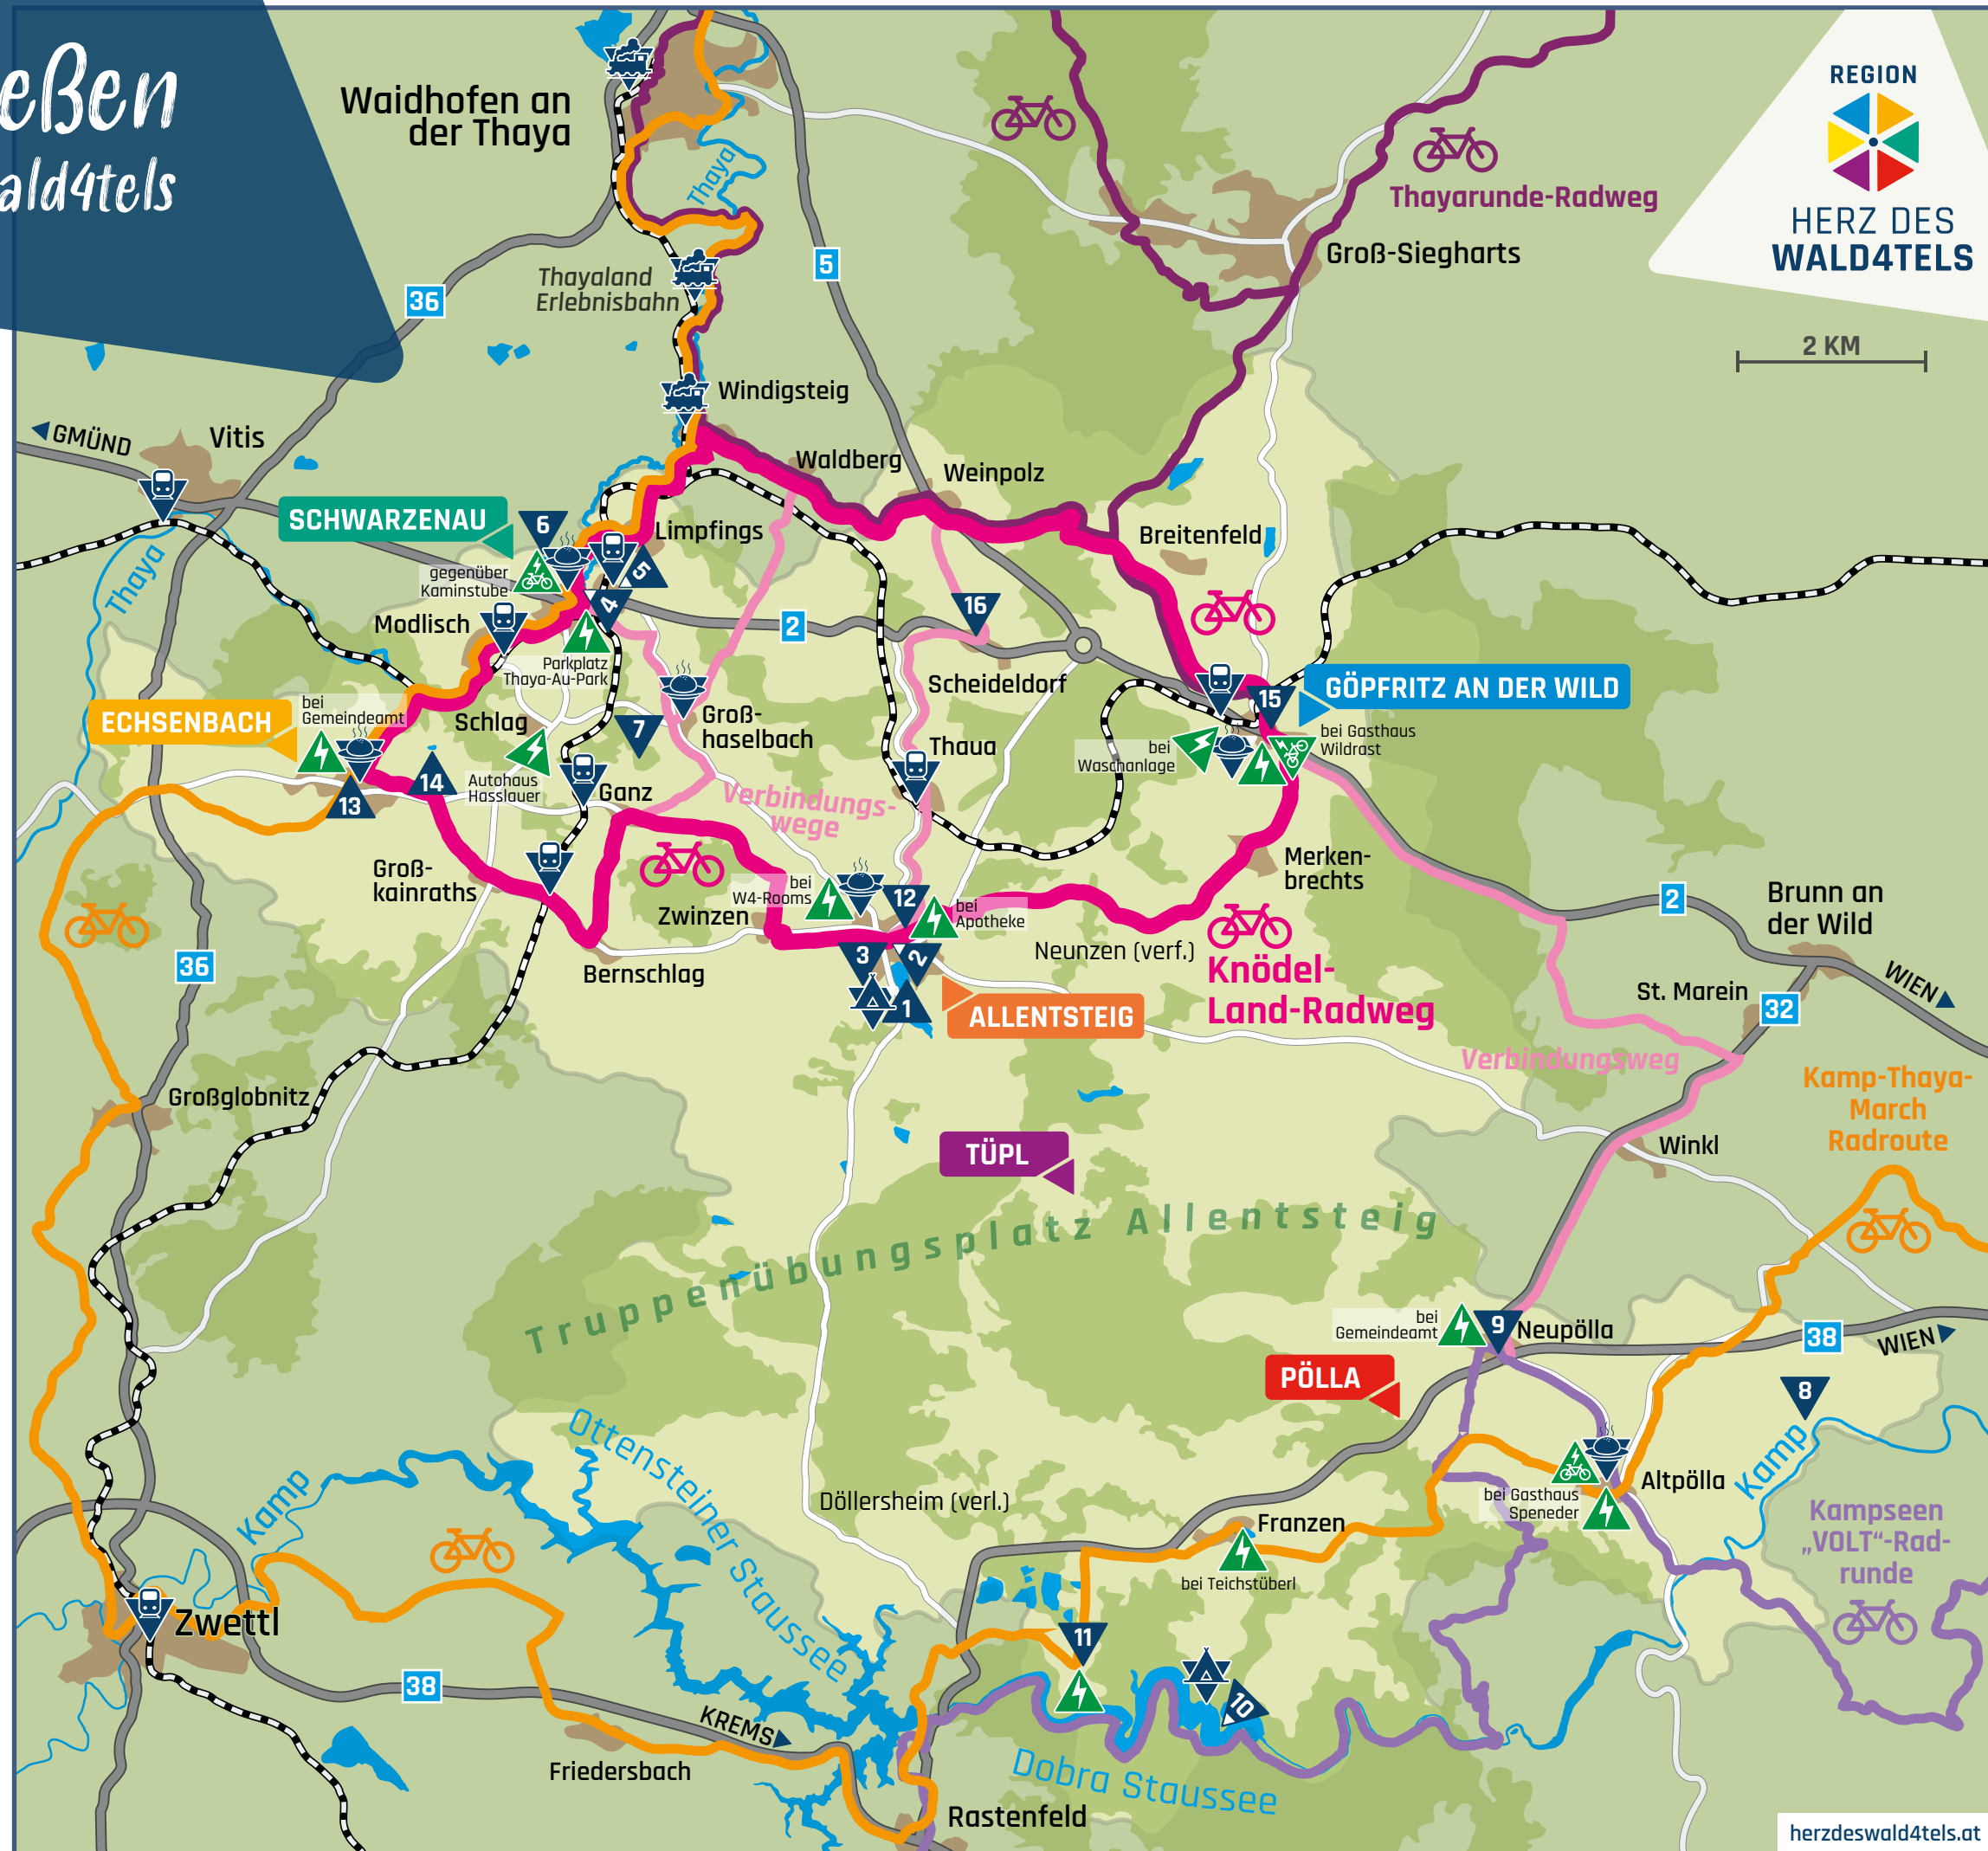 eßen
ald4tels
REGION
HERZ DES
WALD4TELS
2 KM
Waidhofen an
der Thaya
Thaya
Thayarunde-Radweg
Groß-Siegharts
Thayaland
Erlebnisbahn
5
36
Windigsteig
GMÜND
Vitis
Waldberg
Weinpolz
SCHWARZENAU
6
Limpfings
Breitenfeld
gegenüber
Kaminstube
5
4
Thaya
Modlisch
2
16
Parkplatz
Thaya-Au-Park
Scheideldorf
15
GÖPFRITZ AN DER WILD
ECHSENBACH
bei
Gemeindeamt
Schlag
7
Groß-
haselbach
Thaua
bei
Waschanlage
bei Gasthaus
Wildrast
14
13
Autohaus
Hasslauer
Ganz
Verbindungs-
wege
Groß-
kainraths
Merken-
brechts
bei
W4-Rooms
12
bei
Apotheke
Zwinzen
2
Brunn an
der Wild
Neunzen (verf.)
Knödel-
Land-Radweg
36
Bernschlag
3
2
1
ALLENTSTEIG
WIEN
St. Marein
32
Verbindungsweg
Kamp-Thaya-
March
Radroute
Großglobnitz
TÜPL
Winkl
Truppenübungsplatz Allentsteig
bei
Gemeindeamt
9
Neupölla
38
WIEN
PÖLLA
8
Ottensteiner Staussee
Kamp
Kamp
Altpölla
bei Gasthaus
Speneder
Döllersheim (verl.)
Franzen
bei Teichstüberl
Kampseen
„VOLT“-Rad-
runde
Zwettl
11
10
38
KREMS
Friedersbach
Dobra Staussee
Rastenfeld
herzdeswald4tels.at